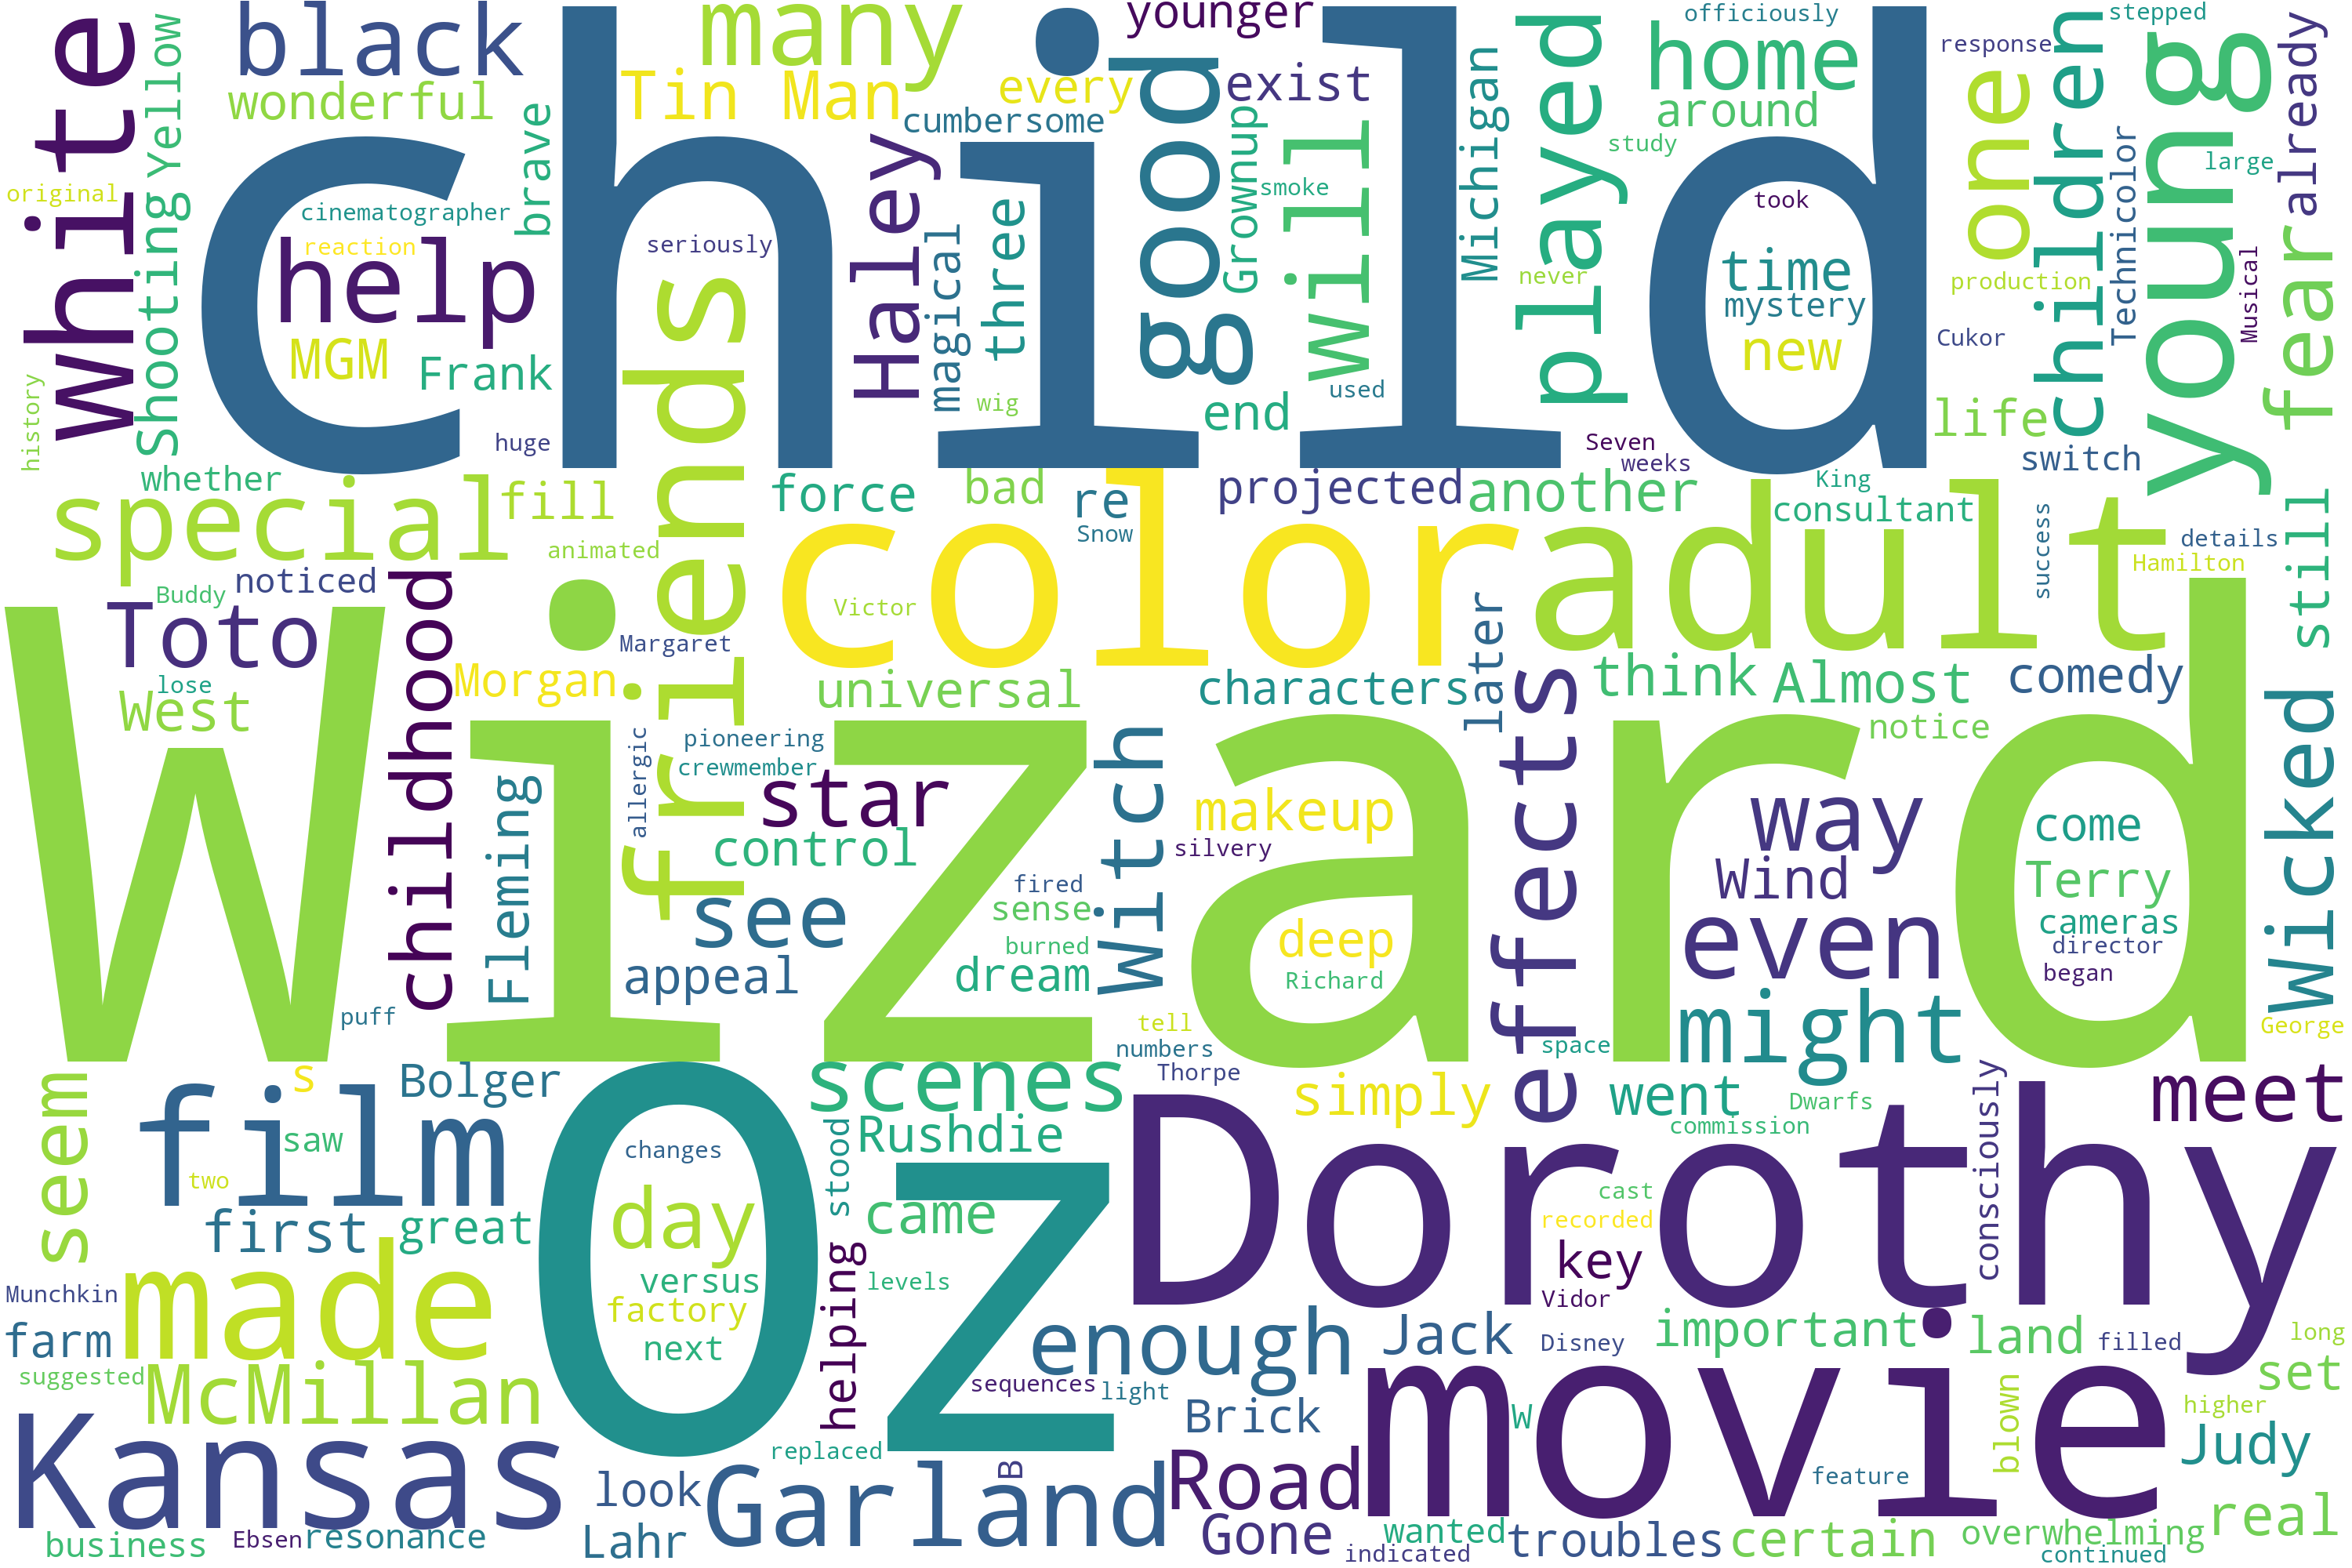 child
Wizard
Oz
Dorothy
movie
color
adult
film
friends
Kansas
made
young
white
good
Garland
effects
will
played
one
children
many
black
home
help
special
childhood
Toto
scenes
enough
McMillan
might
even
way
see
star
Witch
Wicked
fear
Haley
Road
meet
seem
day
Tin Man
wonderful
younger
officiously
stepped
response
every
exist
cumbersome
around
Yellow
shooting
brave
Michigan
Grownup
study
smoke
already
large
Technicolor
original
cinematographer
reaction
seriously
magical
three
never
took
time
mystery
new
production
Cukor
Musical
MGM
Frank
history
huge
wig
end
used
Seven
weeks
life
switch
whether
fill
force
bad
re
Snow
projected
another
King
consultant
success
details
Hamilton
still
animated
noticed
Buddy
Victor
Margaret
West
lose
Morgan
universal
characters
later
think
Almost
comedy
notice
pioneering
crewmember
allergic
Fleming
control
makeup
silvery
Wind
come
Terry
cameras
director
began
fired
sense
burned
deep
Richard
appeal
dream
puff
tell
numbers
Thorpe
space
George
s
Bolger
simply
went
Dwarfs
commission
consciously
saw
two
changes
stood
Rushdie
first
great
came
cast
recorded
key
Vidor
versus
factory
next
levels
helping
Munchkin
farm
suggested
Jack
Disney
important
land
filled
long
set
sequences
light
Brick
W
higher
blown
Judy
replaced
B
look
feature
real
business
Ebsen
resonance
Lahr
Gone
wanted
indicated
troubles
certain
overwhelming
continued